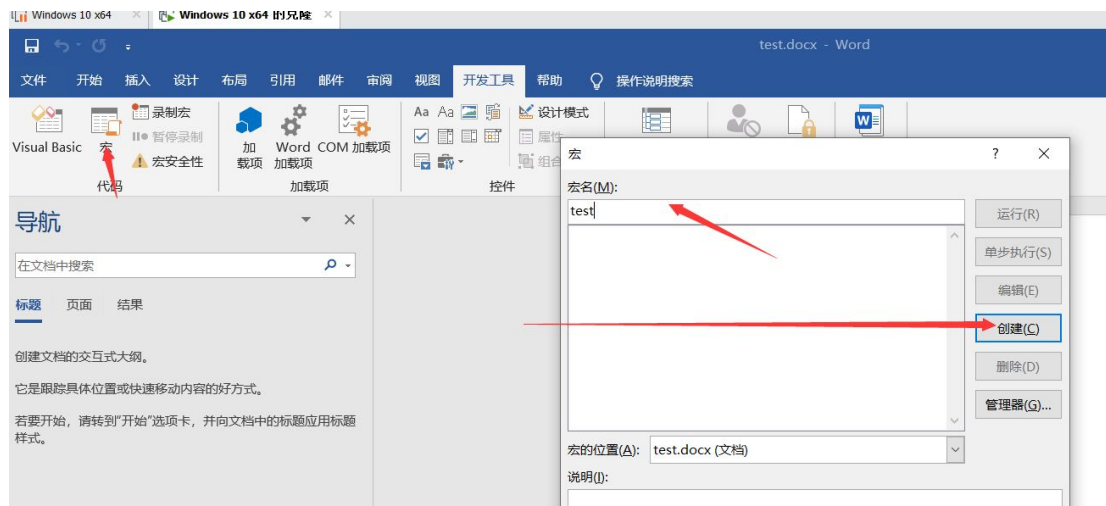 Windows 10 x64 × Windows 10 x64 的克隆 ×
test.docx - Word
文件 开始 插入 设计 布局 引用 邮件 审阅 视图 开发工具 帮助 操作说明搜索
Visual Basic 宏
录制宏
暂停录制
宏安全性
代码
加载项
Word 加载项
COM 加载项
加载项
Aa Aa
设计模式
属性
组合
控件
导航
在文档中搜索
标题 页面 结果
创建文档的交互式大纲。
它是跟踪具体位置或快速移动内容的好方式。
若要开始，请转到“开始”选项卡，并向文档中的标题应用标题
样式。
宏 ? ×
宏名(M):
test
运行(R)
单步执行(S)
编辑(E)
创建(C)
删除(D)
管理器(G)...
宏的位置(A): test.docx (文档)
说明(I):